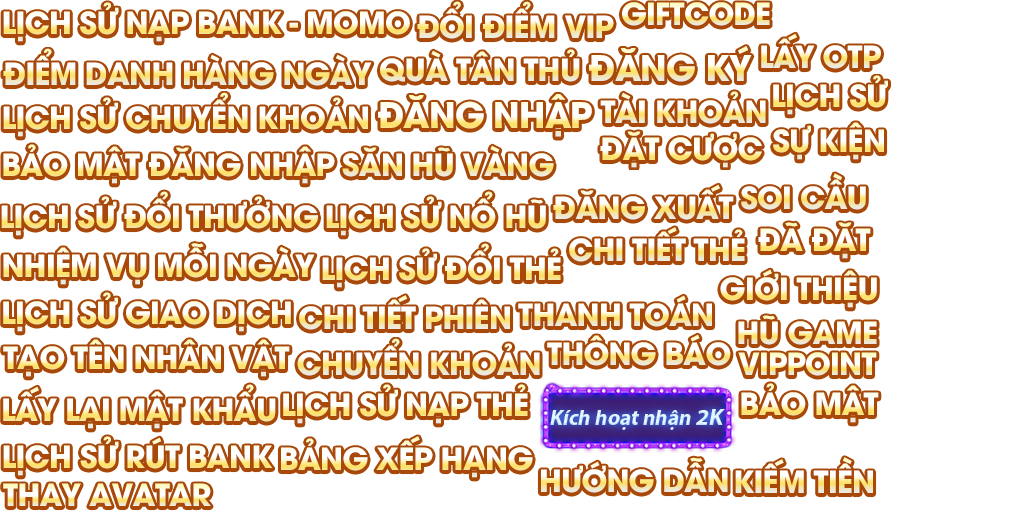 LỊCH SỬ NẠP BANK - MOMO
ĐỔI ĐIỂM VIP
GIFTCODE
ĐIỂM DANH HÀNG NGÀY
QUÀ TÂN THỦ
ĐĂNG KÝ
LẤY OTP
LỊCH SỬ CHUYỂN KHOẢN
ĐĂNG NHẬP
TÀI KHOẢN
LỊCH SỬ
ĐẶT CƯỢC
SỰ KIỆN
BẢO MẬT ĐĂNG NHẬP
SĂN HŨ VÀNG
LỊCH SỬ ĐỔI THƯỞNG
LỊCH SỬ NỔ HŨ
ĐĂNG XUẤT
SOI CẦU
NHIỆM VỤ MỖI NGÀY
LỊCH SỬ ĐỔI THẺ
CHI TIẾT THẺ
ĐÃ ĐẶT
GIỚI THIỆU
LỊCH SỬ GIAO DỊCH
CHI TIẾT PHIÊN
THANH TOÁN
HŨ GAME
TẠO TÊN NHÂN VẬT
CHUYỂN KHOẢN
THÔNG BÁO
VIPPOINT
LẤY LẠI MẬT KHẨU
LỊCH SỬ NẠP THẺ
Kích hoạt nhận 2K
BẢO MẬT
LỊCH SỬ RÚT BANK
BẢNG XẾP HẠNG
HƯỚNG DẪN
KIẾM TIỀN
THAY AVATAR